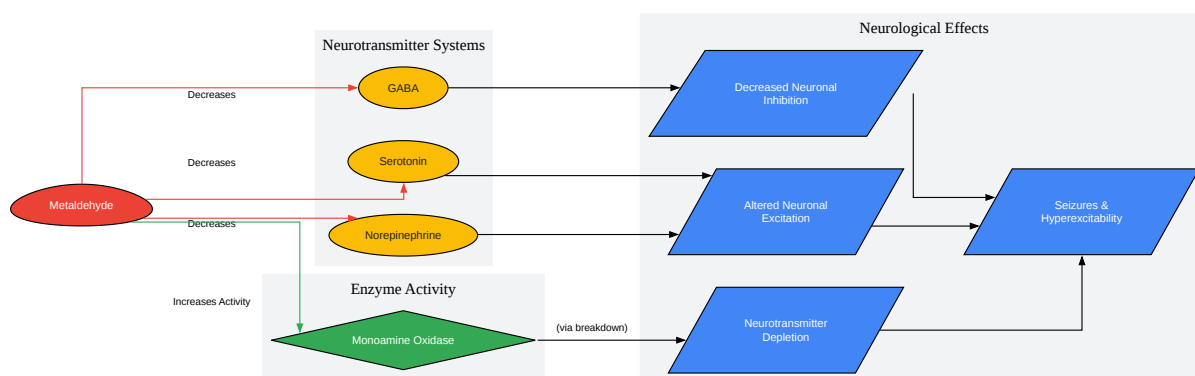 Neurological Effects
Neurotransmitter Systems
GABA
Decreases
Decreased Neuronal
Inhibition
Serotonin
Decreases
Metaldehyde
Altered Neuronal
Excitation
Seizures &
Hyperexcitability
Decreases
Norepinephrine
Enzyme Activity
Increases Activity
Monoamine Oxidase
(via breakdown)
Neurotransmitter
Depletion